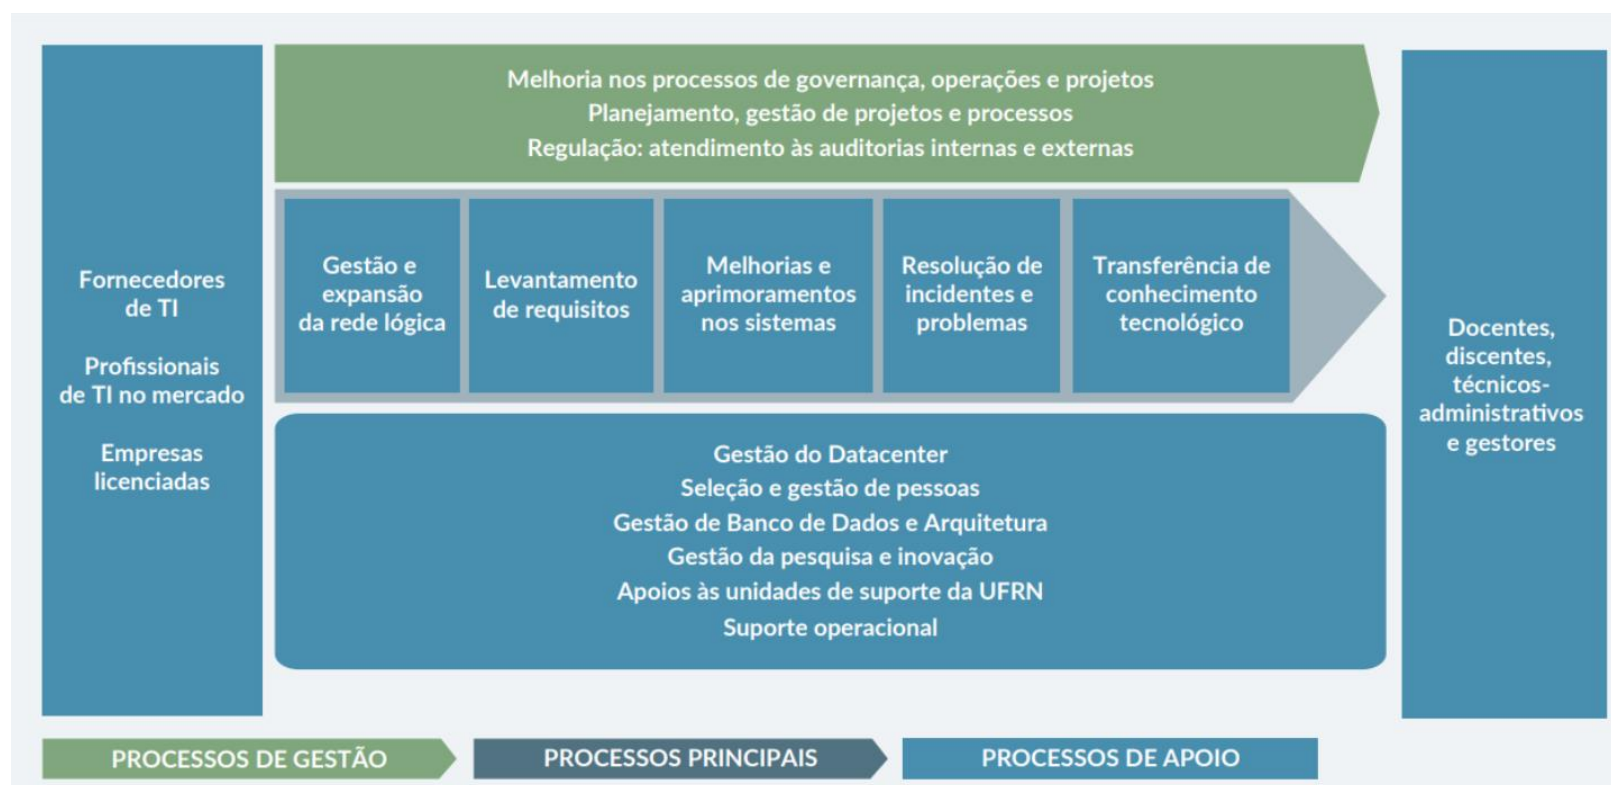 Fornecedores
de TI
Profissionais
de TI no mercado
Empresas
licenciadas
Melhoria nos processos de governança, operações e projetos
Planejamento, gestão de projetos e processos
Regulação: atendimento às auditorias internas e externas
Gestão e
expansão
da rede lógica
Levantamento
de requisitos
Melhorias e
aprimoramentos
nos sistemas
Resolução de
incidentes e
problemas
Transferência de
conhecimento
tecnológico
Gestão do Datacenter
Seleção e gestão de pessoas
Gestão de Banco de Dados e Arquitetura
Gestão da pesquisa e inovação
Apoios às unidades de suporte da UFRN
Suporte operacional
Docentes,
discentes,
técnicos-
administrativos
e gestores
PROCESSOS DE GESTÃO
PROCESSOS PRINCIPAIS
PROCESSOS DE APOIO